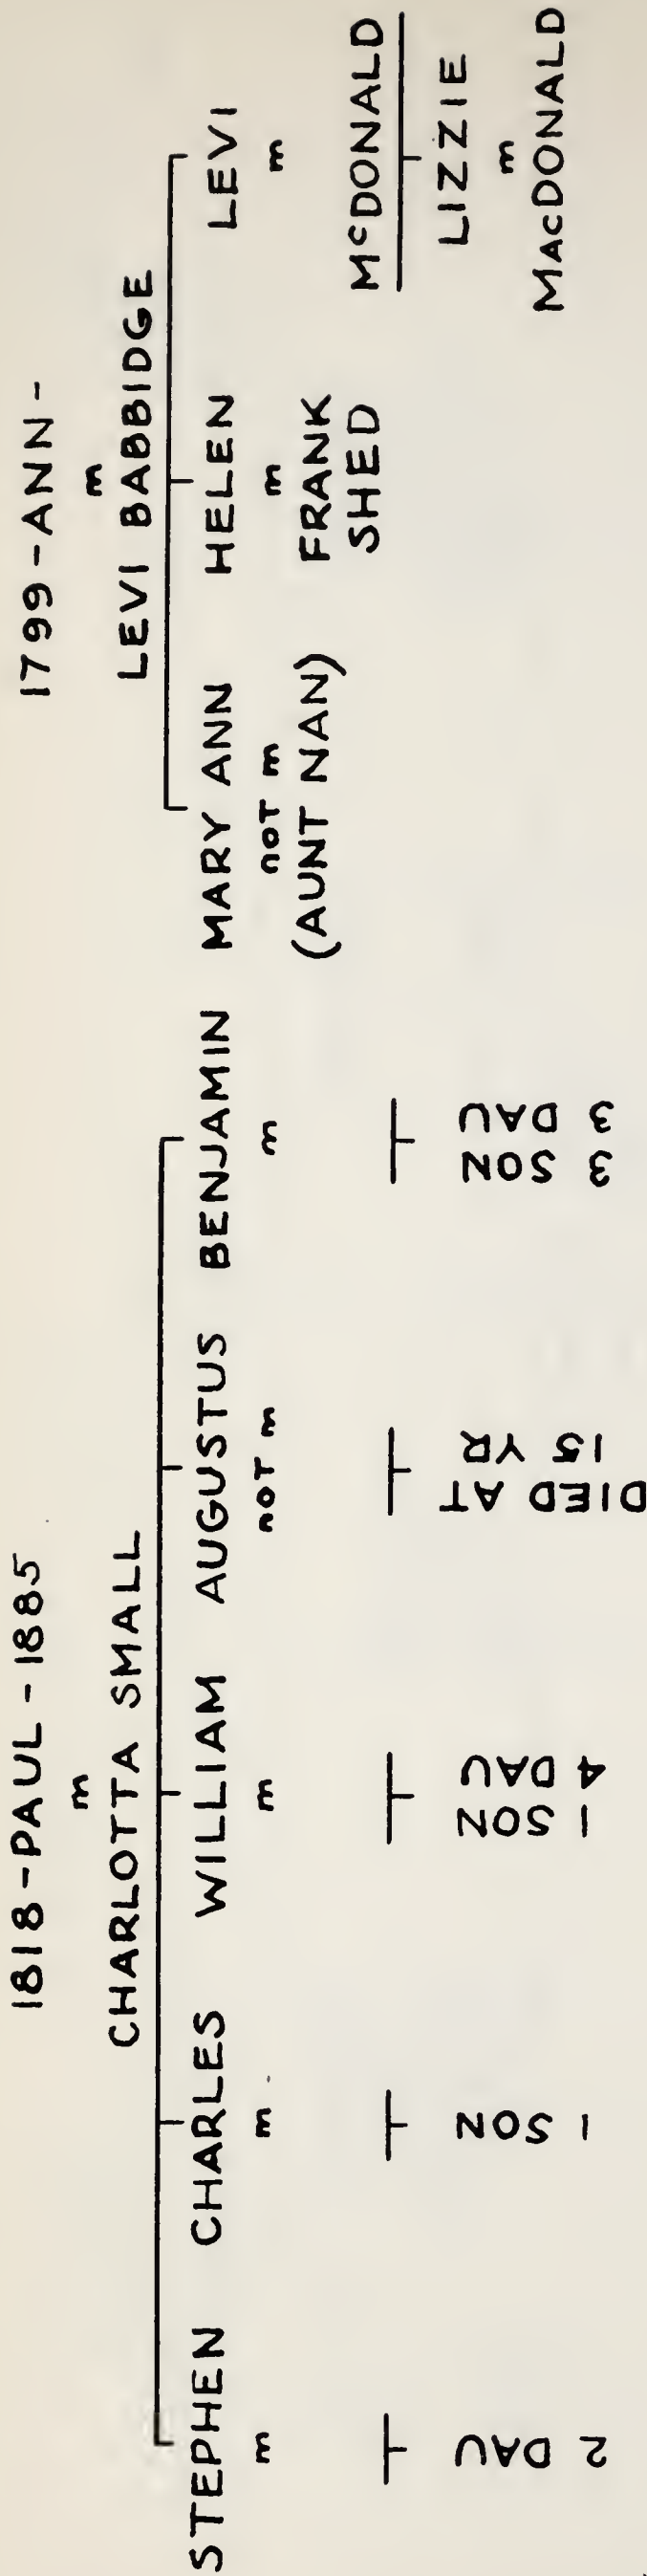 1818-PAUL-1885
m
CHARLOTTA SMALL
STEPHEN
m
2 DAU
CHARLES
m
1 SON
WILLIAM
m
1 SON
4 DAU
AUGUSTUS
not m
DIED AT
15 YR
BENJAMIN
m
3 SON
3 DAU
1799-ANN-
m
LEVI BABBIDGE
MARY ANN
not m
(AUNT NAN)
HELEN
m
FRANK
SHED
LEVI
m
McDONALD
LIZZIE
m
MacDONALD